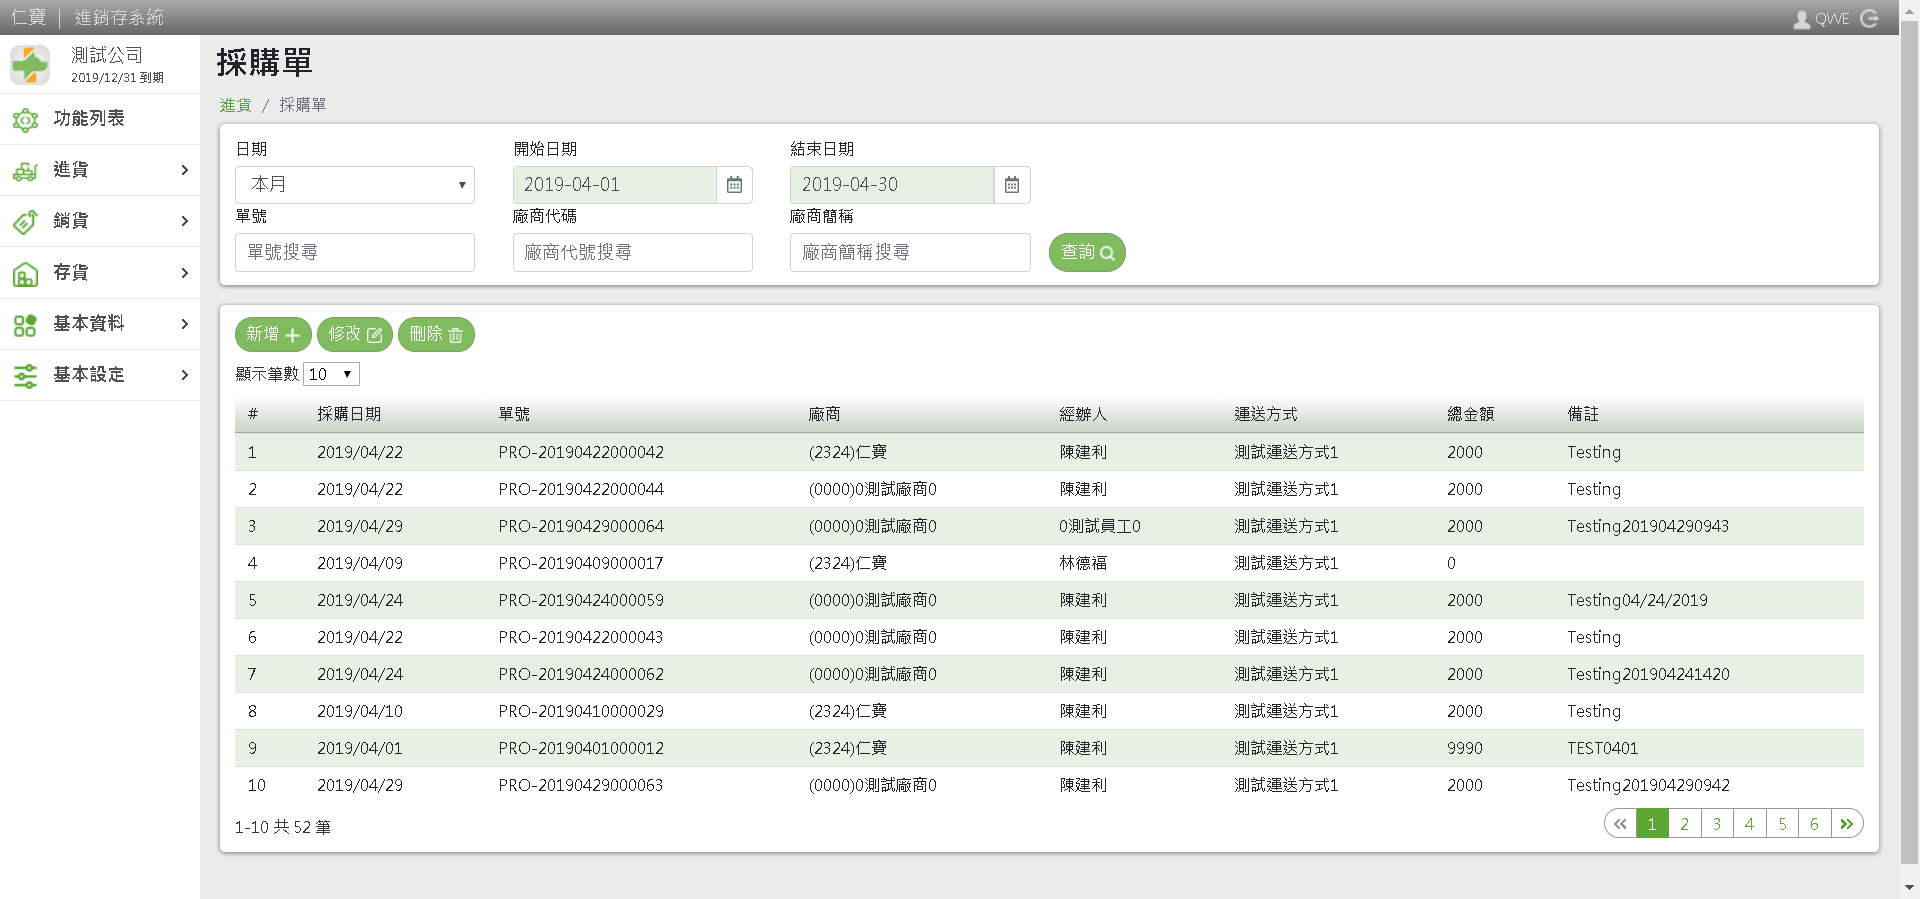 仁寶 | 進銷存系統
QWE
測試公司
2019/12/31 到期
功能列表
進貨
銷貨
存貨
基本資料
基本設定
採購單
進貨 / 採購單
日期 開始日期 結束日期
本月 2019-04-01 2019-04-30
單號 廠商代碼 廠商簡稱
單號搜尋 廠商代號搜尋 廠商簡稱搜尋 查詢
新增 修改 刪除
顯示筆數 10
# 採購日期 單號 廠商 經辦人 運送方式 總金額 備註
1 2019/04/22 PRO-20190422000042 (2324)仁寶 陳建利 測試運送方式1 2000 Testing
2 2019/04/22 PRO-20190422000044 (0000)0測試廠商0 陳建利 測試運送方式1 2000 Testing
3 2019/04/29 PRO-20190429000064 (0000)0測試廠商0 0測試員工0 測試運送方式1 2000 Testing201904290943
4 2019/04/09 PRO-20190409000017 (2324)仁寶 林德福 測試運送方式1 0
5 2019/04/24 PRO-20190424000059 (0000)0測試廠商0 陳建利 測試運送方式1 2000 Testing04/24/2019
6 2019/04/22 PRO-20190422000043 (0000)0測試廠商0 陳建利 測試運送方式1 2000 Testing
7 2019/04/24 PRO-20190424000062 (0000)0測試廠商0 陳建利 測試運送方式1 2000 Testing201904241420
8 2019/04/10 PRO-20190410000029 (2324)仁寶 陳建利 測試運送方式1 2000 Testing
9 2019/04/01 PRO-20190401000012 (2324)仁寶 陳建利 測試運送方式1 9990 TEST0401
10 2019/04/29 PRO-20190429000063 (0000)0測試廠商0 陳建利 測試運送方式1 2000 Testing201904290942
1-10 共 52 筆
« 1 2 3 4 5 6 »